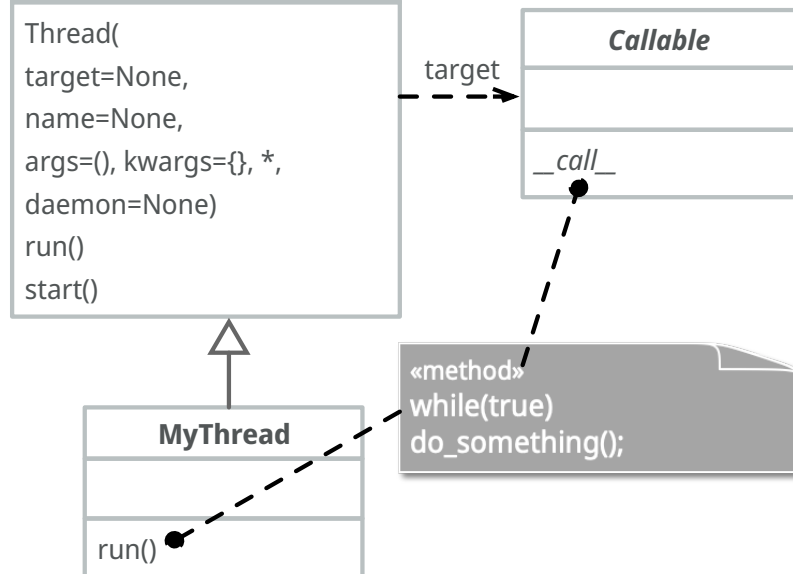 Thread(
target=None,
name=None,
args=(), kwargs={}, *,
daemon=None)
run()
start()
target
Callable
__call__
«method»
while(true)
do_something();
MyThread
run()